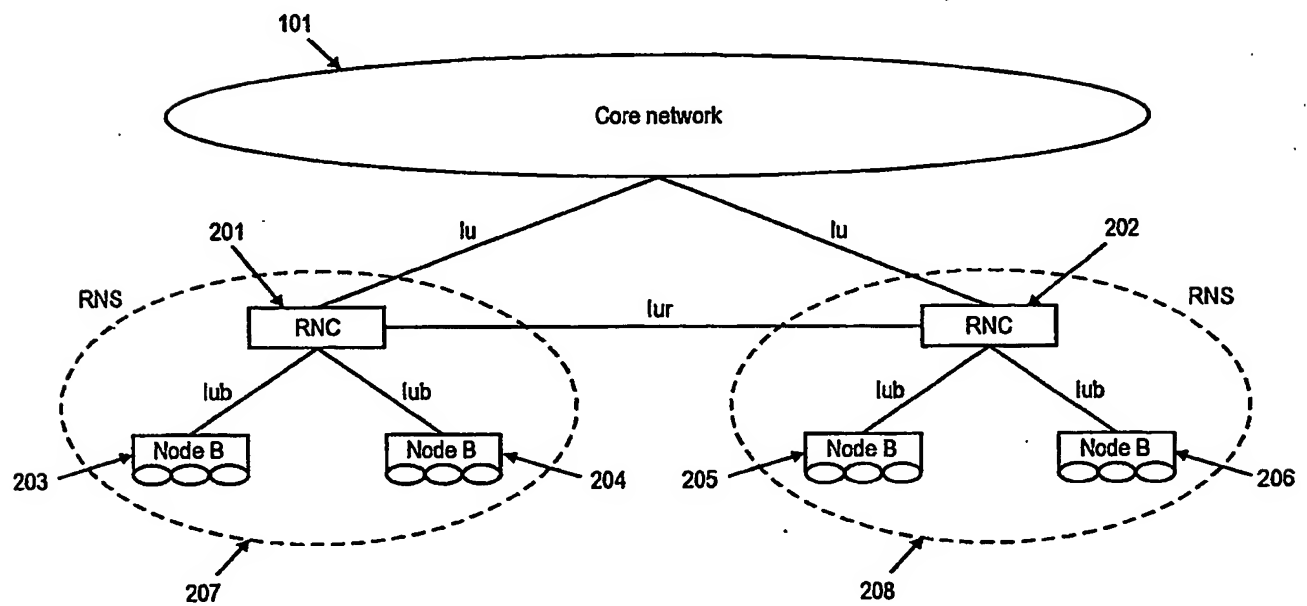 101
Core network
Iu
Iu
201
202
RNS
RNS
RNC
Iur
RNC
Iub
Iub
Iub
Iub
Node B
Node B
Node B
Node B
203
204
205
206
207
208